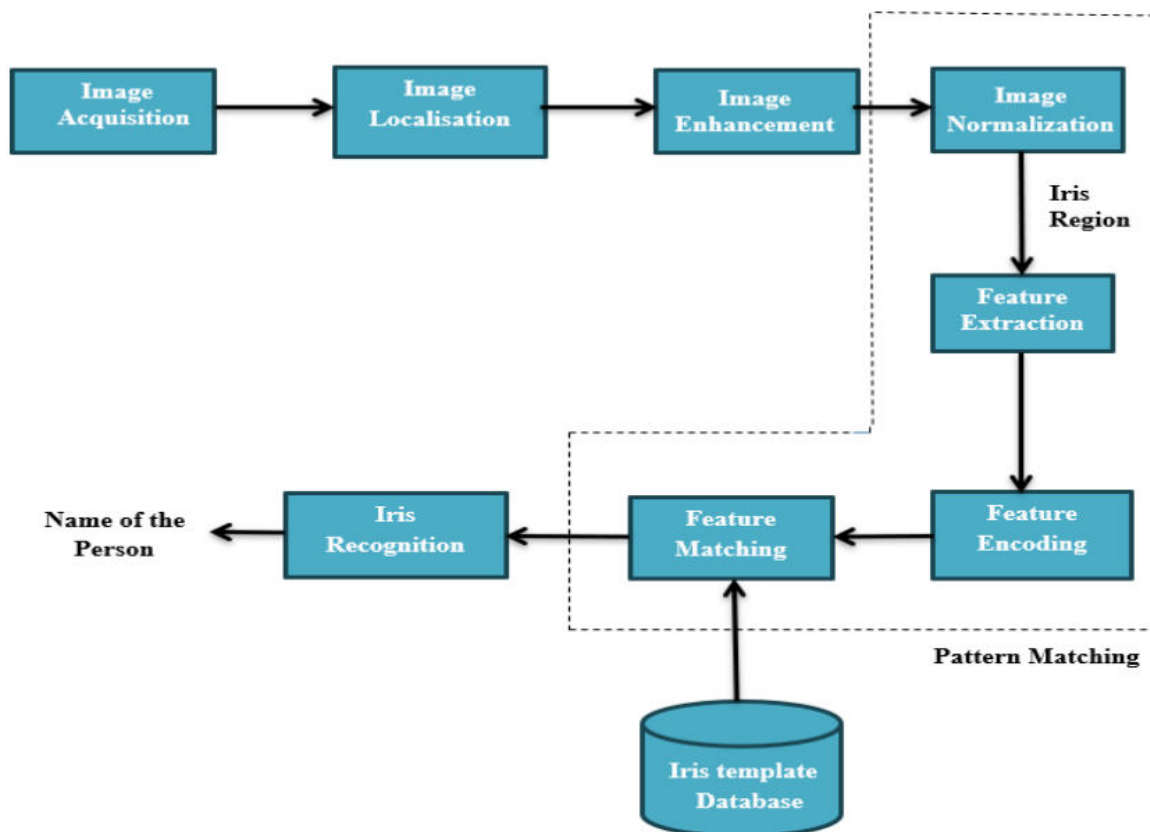 Image
Acquisition
Image
Localisation
Image
Enhancement
Image
Normalization
Iris
Region
Feature
Extraction
Feature
Encoding
Feature
Matching
Iris
Recognition
Name of the
Person
Pattern Matching
Iris template
Database